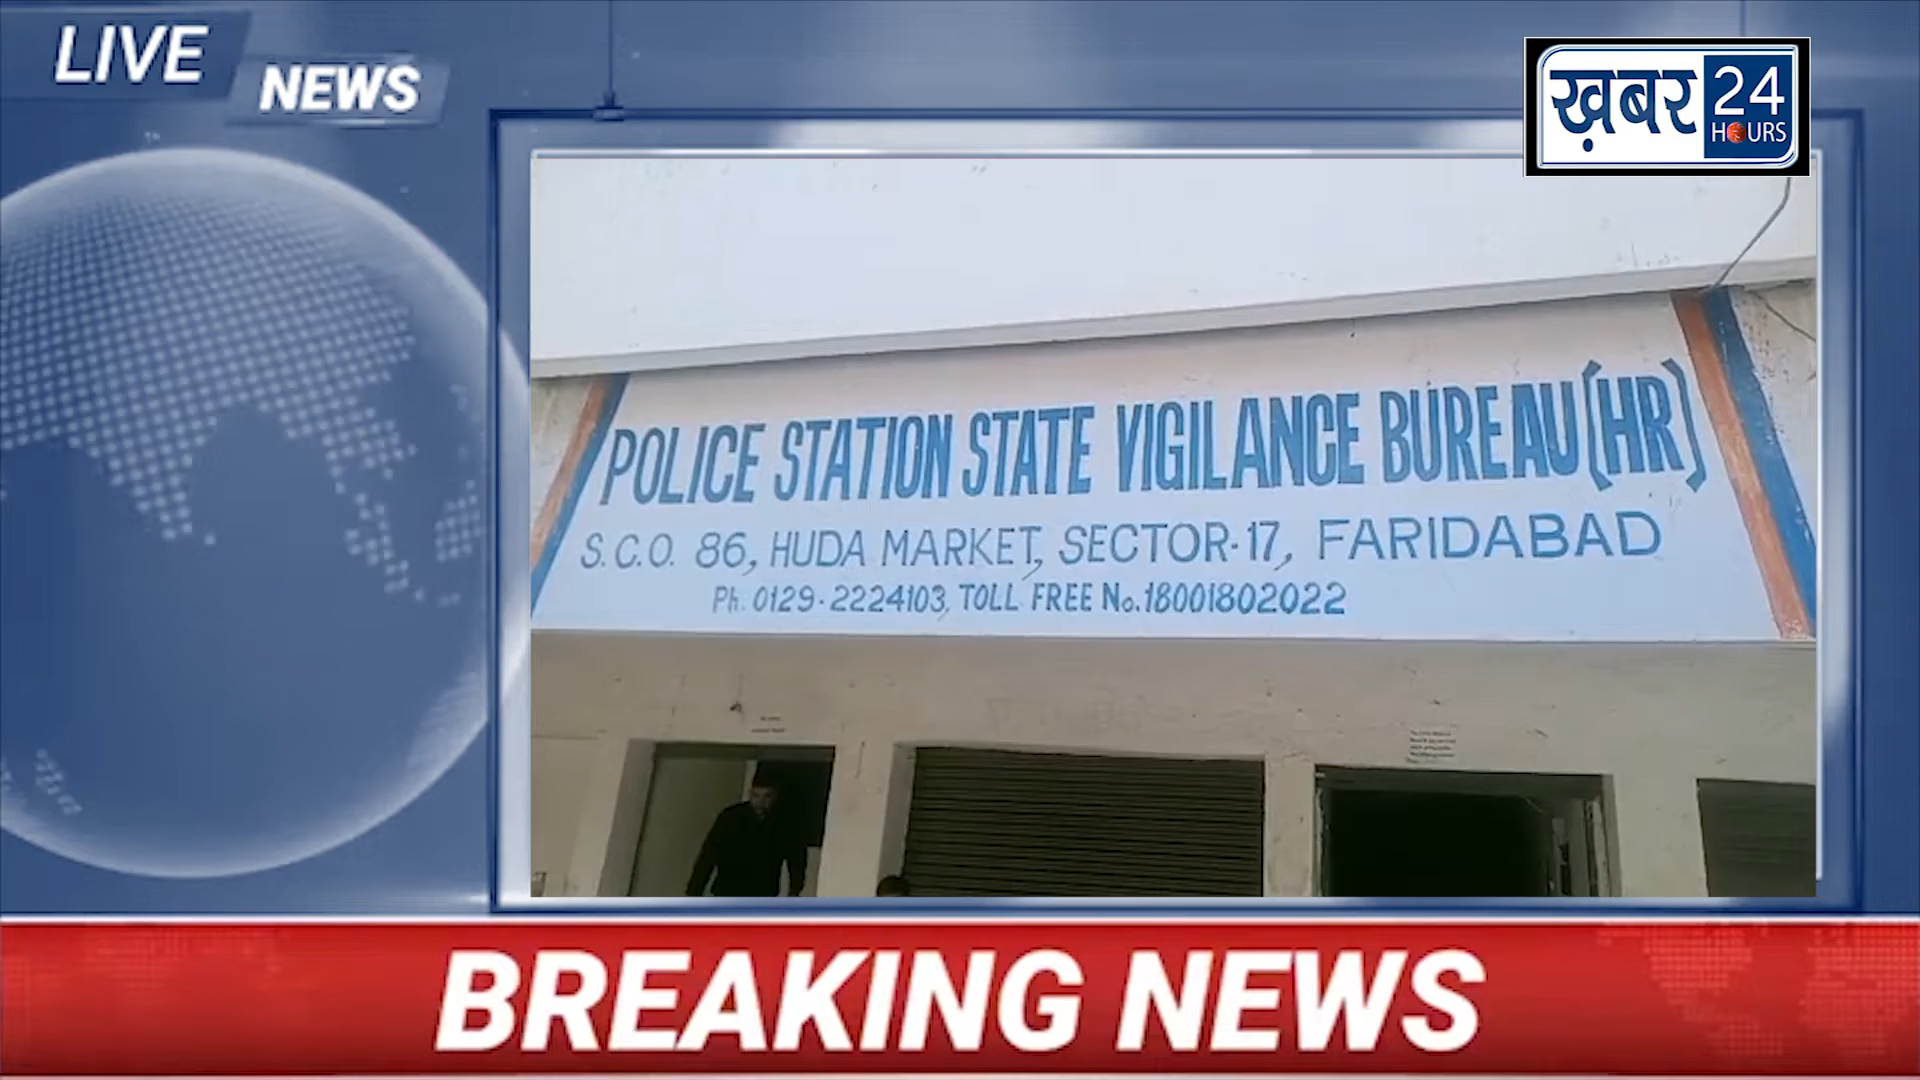 LIVE
NEWS
ख़बर 24
HOURS
POLICE STATION STATE VIGILANCE BUREAU(HR)
S.C.O. 86, HUDA MARKET, SECTOR-17, FARIDABAD
Ph. 0129-2224103, TOLL FREE No.18001802022
BREAKING NEWS